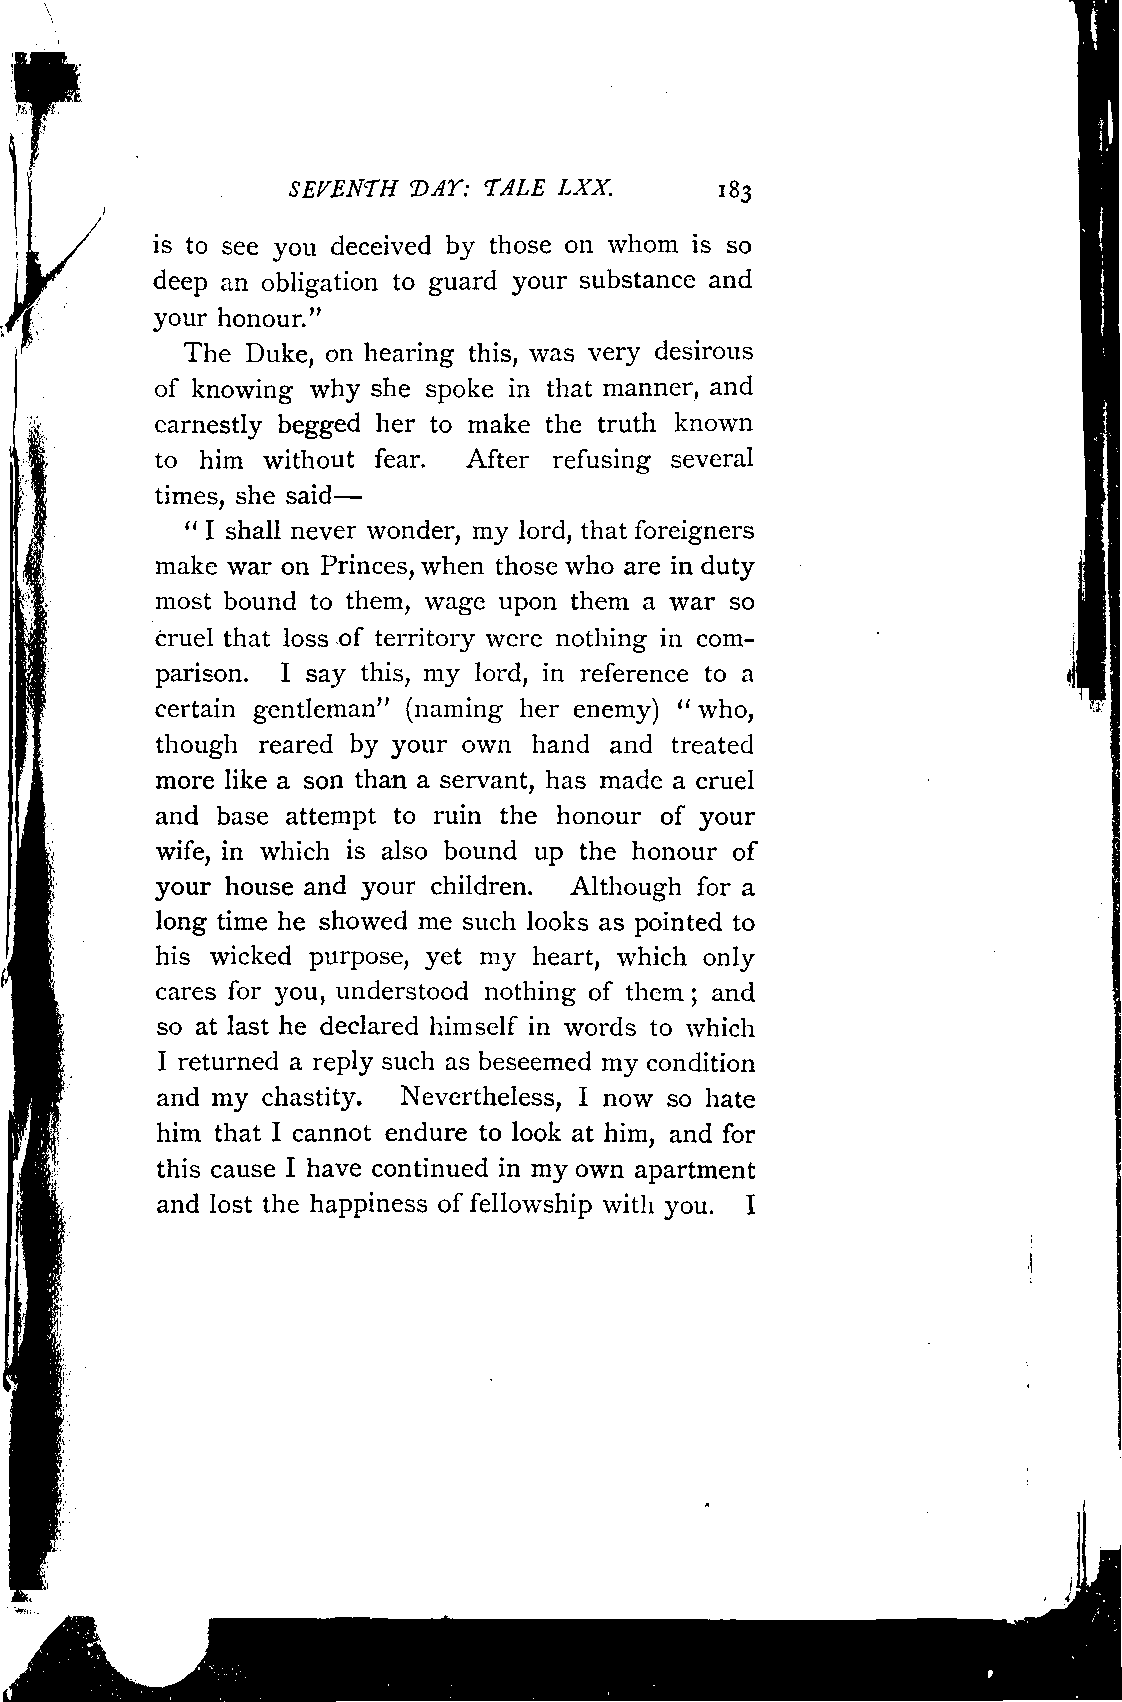 SEVENTH DAY: TALE LXX. 183
is to see you deceived by those on whom is so
deep an obligation to guard your substance and
your honour."
The Duke, on hearing this, was very desirous
of knowing why she spoke in that manner, and
earnestly begged her to make the truth known
to him without fear. After refusing several
times, she said—
"I shall never wonder, my lord, that foreigners
make war on Princes, when those who are in duty
most bound to them, wage upon them a war so
cruel that loss of territory were nothing in com-
parison. I say this, my lord, in reference to a
certain gentleman" (naming her enemy) "who,
though reared by your own hand and treated
more like a son than a servant, has made a cruel
and base attempt to ruin the honour of your
wife, in which is also bound up the honour of
your house and your children. Although for a
long time he showed me such looks as pointed to
his wicked purpose, yet my heart, which only
cares for you, understood nothing of them; and
so at last he declared himself in words to which
I returned a reply such as beseemed my condition
and my chastity. Nevertheless, I now so hate
him that I cannot endure to look at him, and for
this cause I have continued in my own apartment
and lost the happiness of fellowship with you. I